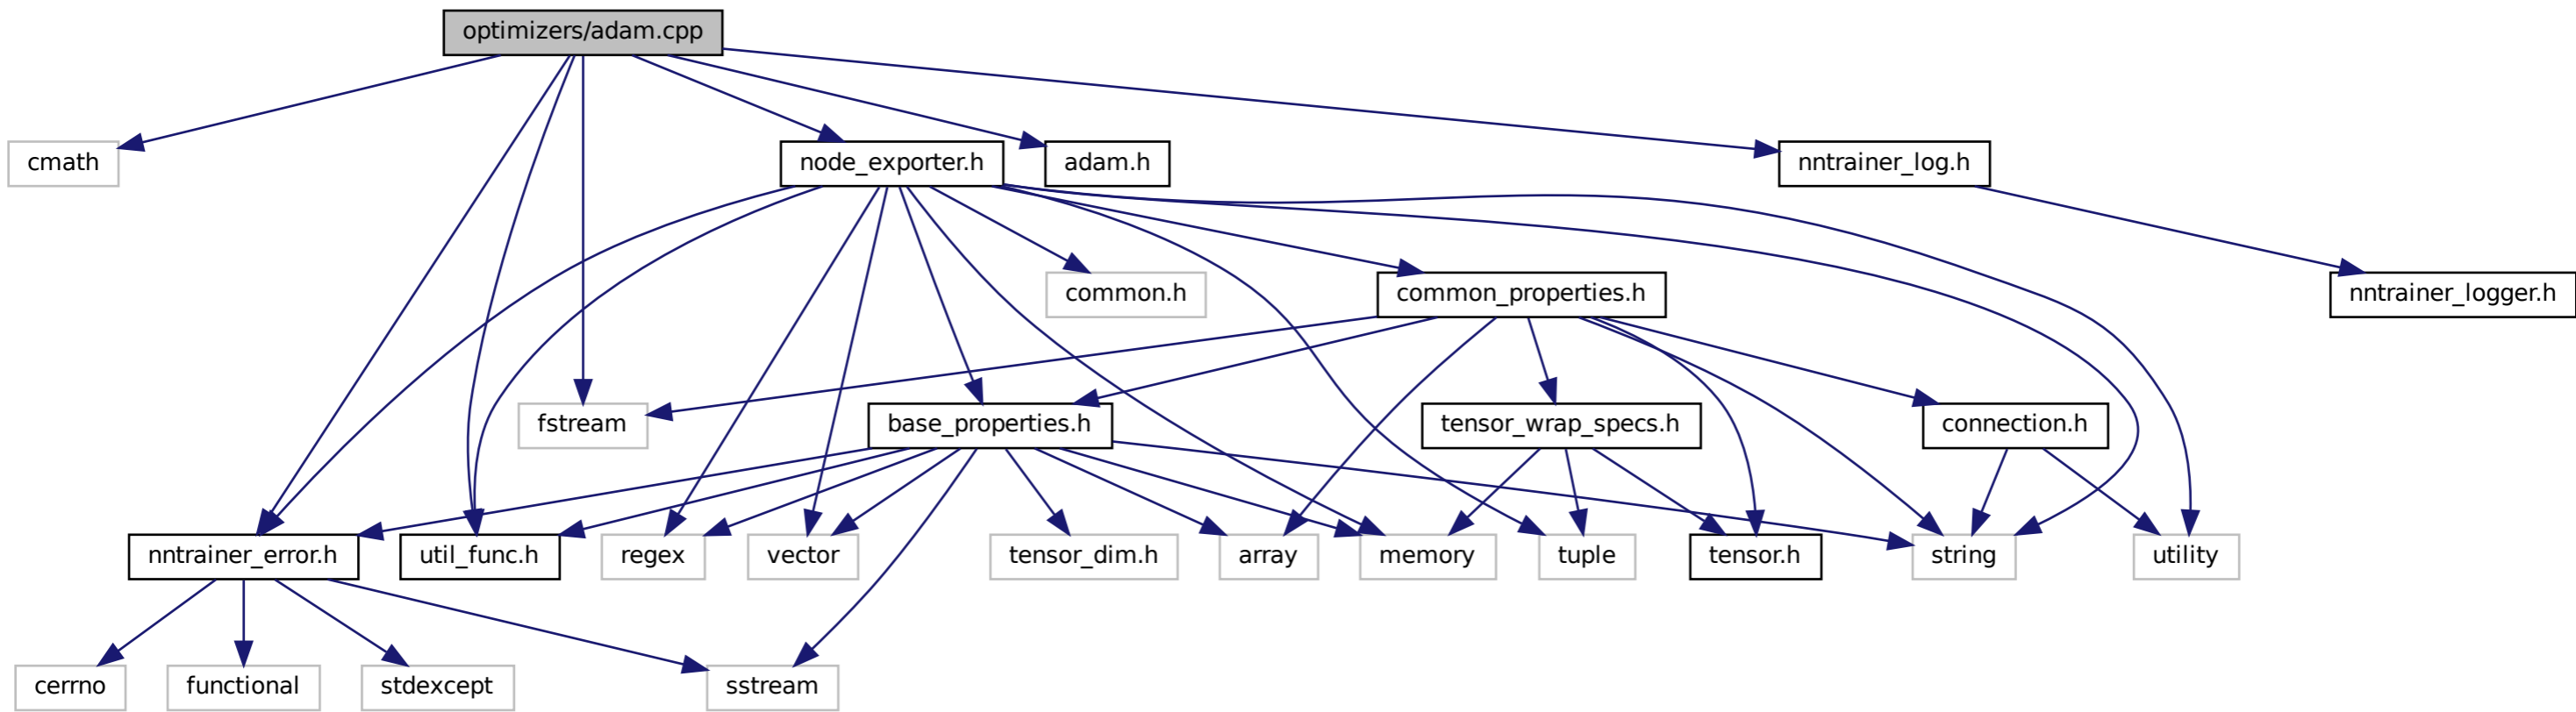 optimizers/adam.cpp
cmath
node_exporter.h
adam.h
nntrainer_log.h
common.h
common_properties.h
nntrainer_logger.h
fstream
base_properties.h
tensor_wrap_specs.h
connection.h
nntrainer_error.h
util_func.h
regex
vector
tensor_dim.h
array
memory
tuple
tensor.h
string
utility
cerrno
functional
stdexcept
sstream